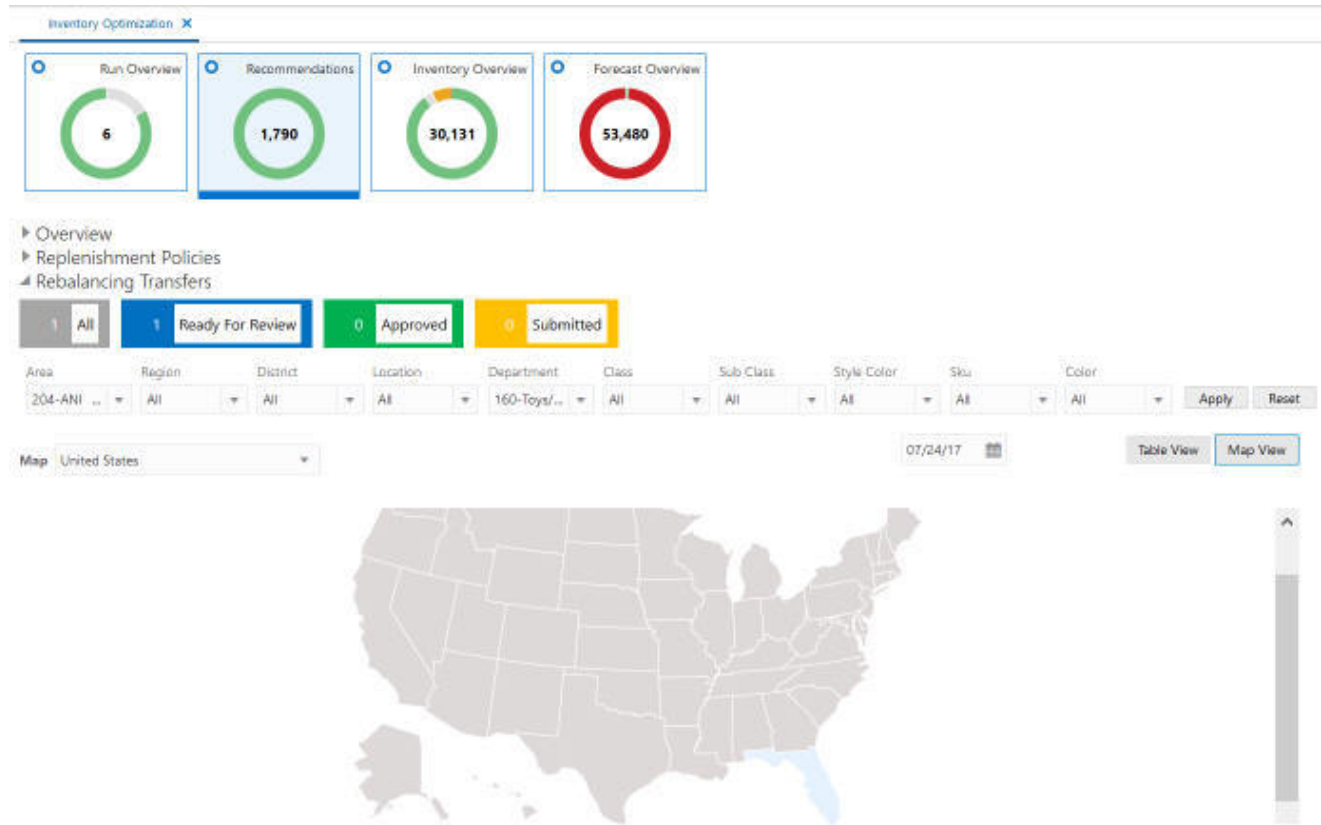 Inventory Optimization X
Run Overview Recommendations Inventory Overview Forecast Overview
6 1,790 30,131 53,480
Overview
Replenishment Policies
Rebalancing Transfers
1 All 1 Ready For Review 0 Approved 0 Submitted
Area Region District Location Department Class Sub Class Style Color Sku Color
204-ANI ... All All All 160-Toys/... All All All All All Apply Reset
Map United States 07/24/17 Table View Map View